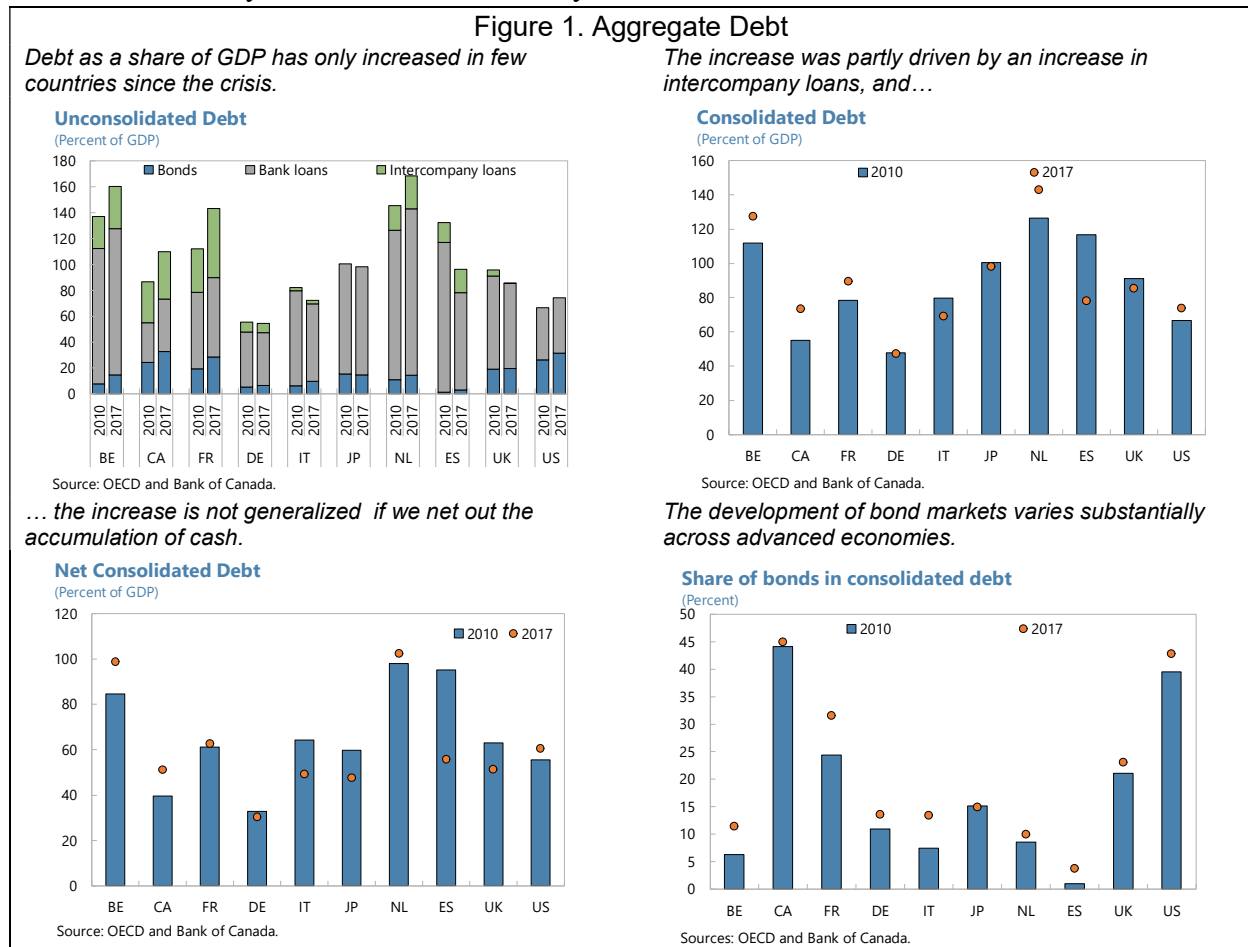 Figure 1. Aggregate Debt
Debt as a share of GDP has only increased in few
countries since the crisis.
Unconsolidated Debt
(Percent of GDP)
180
160
140
120
100
80
60
40
20
0
Bonds Bank loans Intercompany loans
2010 2017 2010 2017 2010 2017 2010 2017 2010 2017 2010 2017 2010 2017 2010 2017 2010 2017 2010 2017
BE CA FR DE IT JP NL ES UK US
Source: OECD and Bank of Canada.
The increase was partly driven by an increase in
intercompany loans, and…
Consolidated Debt
(Percent of GDP)
160
140
120
100
80
60
40
20
0
2010 2017
BE CA FR DE IT JP NL ES UK US
Source: OECD and Bank of Canada.
… the increase is not generalized if we net out the
accumulation of cash.
Net Consolidated Debt
(Percent of GDP)
120
100
80
60
40
20
0
2010 2017
BE CA FR DE IT JP NL ES UK US
Source: OECD and Bank of Canada.
The development of bond markets varies substantially
across advanced economies.
Share of bonds in consolidated debt
(Percent)
50
45
40
35
30
25
20
15
10
5
0
2010 2017
BE CA FR DE IT JP NL ES UK US
Sources: OECD and Bank of Canada.